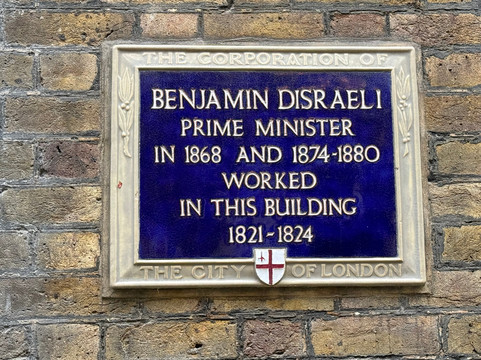 THE CORPORATION OF
BENJAMIN DISRAELI
PRIME MINISTER
IN 1868 AND 1874-1880
WORKED
IN THIS BUILDING
1821-1824
THE CITY OF LONDON